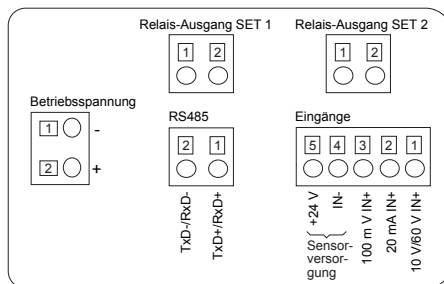 Relais-Ausgang SET 1
Relais-Ausgang SET 2
1 2
1 2
Betriebsspannung
1 -
2 +
RS485
2 1
TxD-/RxD-
TxD+/RxD+
Eingänge
5 4 3 2 1
+24 V
IN-
100 m V IN+
20 mA IN+
10 V/60 V IN+
Sensor-
versor-
gung